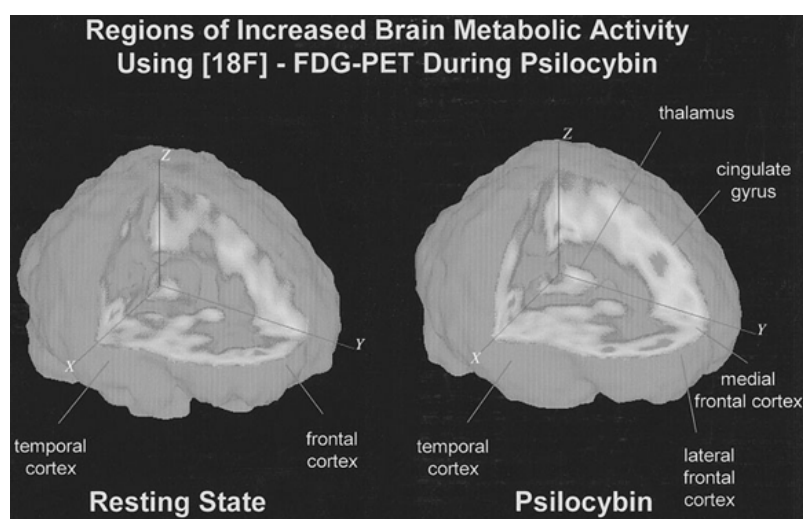 Regions of Increased Brain Metabolic Activity
Using [18F] - FDG-PET During Psilocybin
Z
X
Y
temporal
cortex
frontal
cortex
Resting State
Z
X
Y
thalamus
cingulate
gyrus
medial
frontal cortex
lateral
frontal
cortex
temporal
cortex
Psilocybin